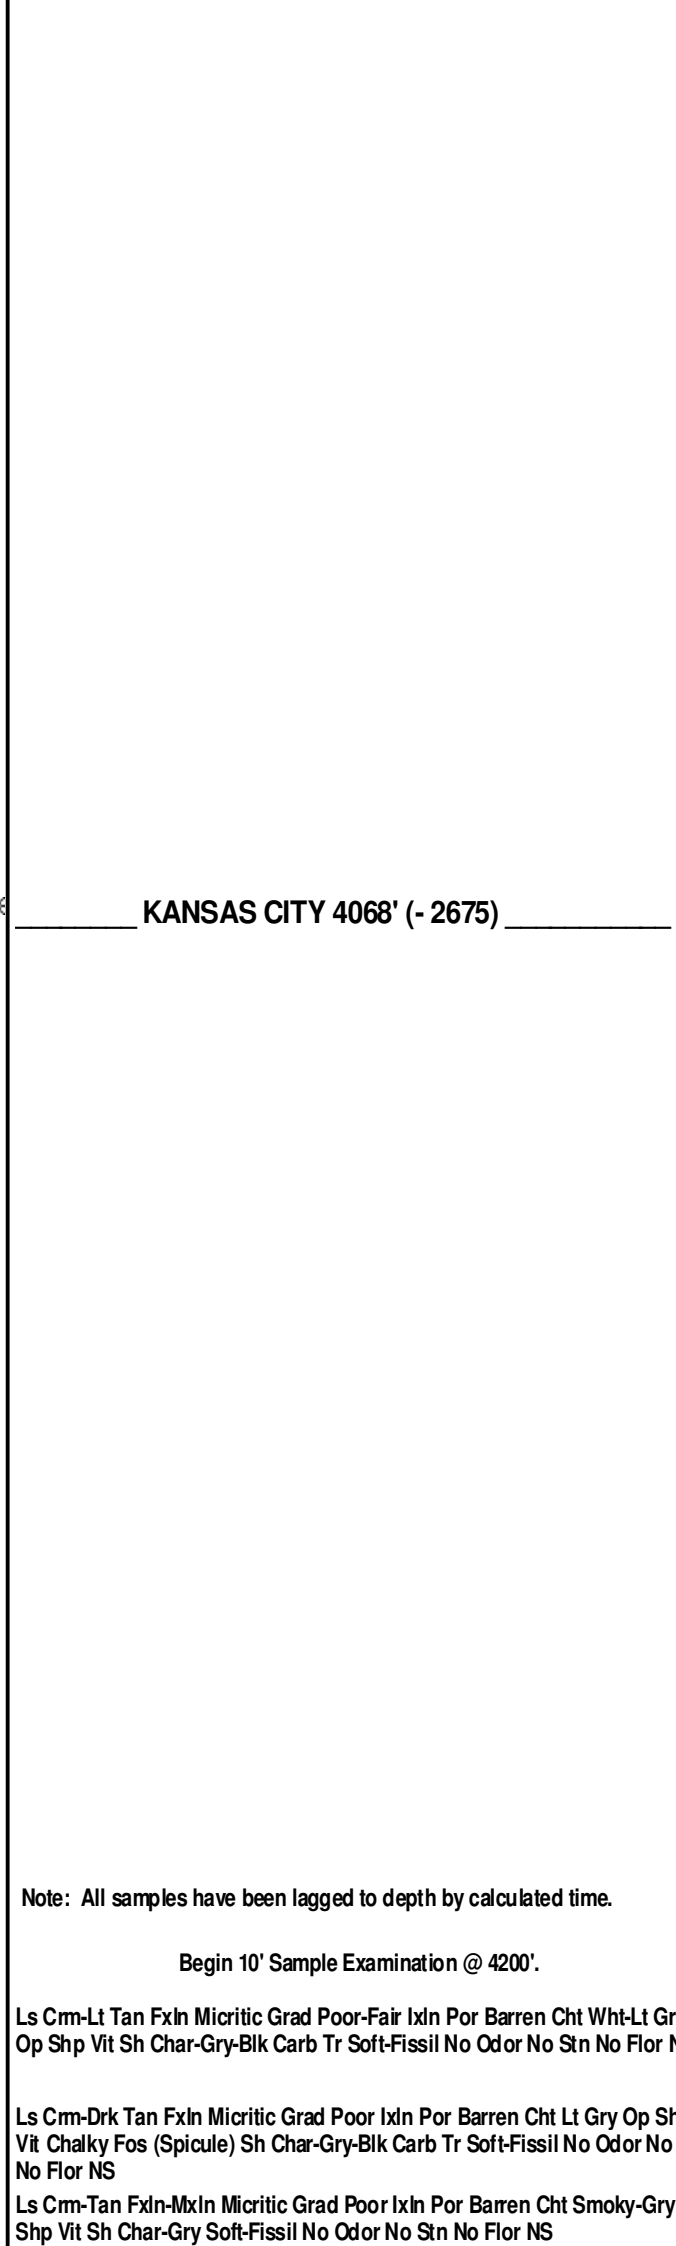 ________ KANSAS CITY 4068' (- 2675) ___________
Note: All samples have been lagged to depth by calculated time.
Begin 10' Sample Examination @ 4200'.
Ls Crm-Lt Tan Fxln Micritic Grad Poor-Fair Ixln Por Barren Cht Wht-Lt Gr
Op Shp Vit Sh Char-Gry-Blk Carb Tr Soft-Fissil No Odor No Stn No Flor
Ls Crm-Drk Tan Fxln Micritic Grad Poor Ixln Por Barren Cht Lt Gry Op Sh
Vit Chalky Fos (Spicule) Sh Char-Gry-Blk Carb Tr Soft-Fissil No Odor No
No Flor NS
Ls Crm-Tan Fxln-Mxln Micritic Grad Poor Ixln Por Barren Cht Smoky-Gry
Shp Vit Sh Char-Gry Soft-Fissil No Odor No Stn No Flor NS